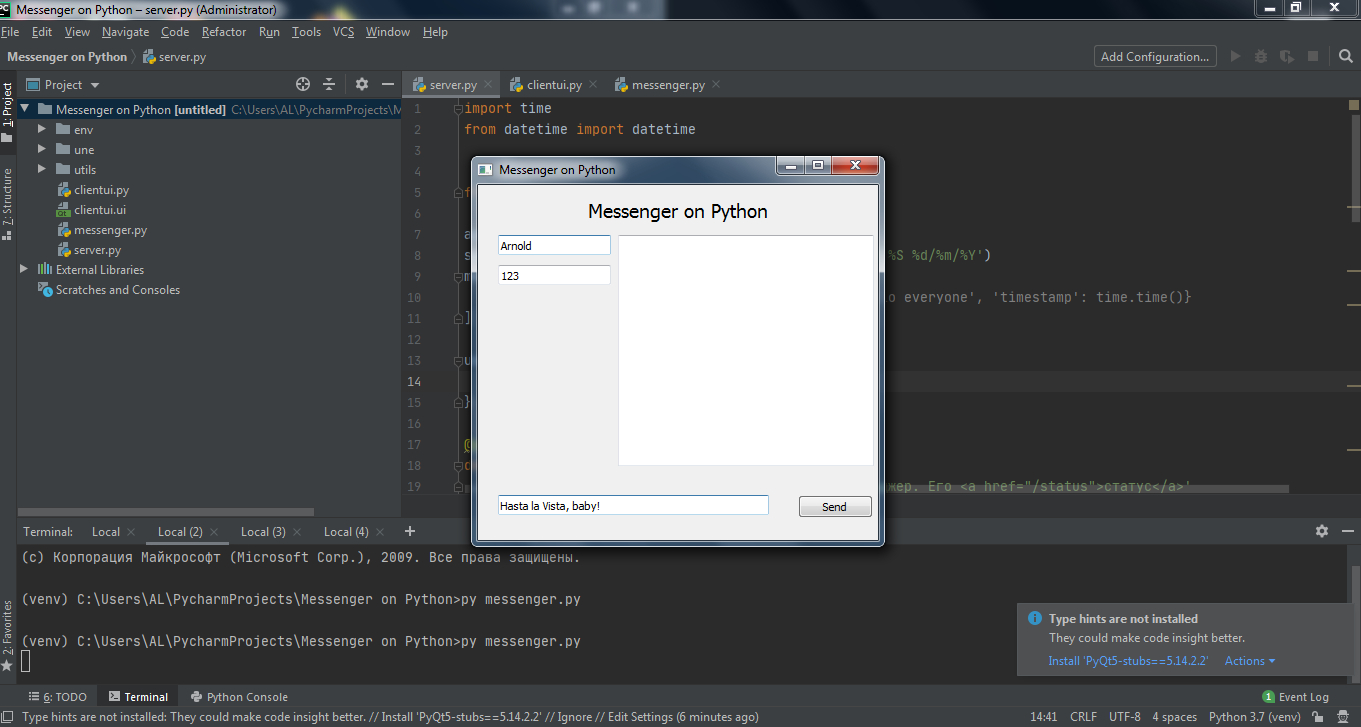 Messenger on Python – server.py (Administrator)
File Edit View Navigate Code Refactor Run Tools VCS Window Help
Messenger on Python server.py Add Configuration...
Project
server.py clientui.py messenger.py
1: Project
7: Structure
2: Favorites
Messenger on Python [untitled] C:\Users\AL\PycharmProjects\M
env
une
utils
clientui.py
clientui.ui
messenger.py
server.py
External Libraries
Scratches and Consoles
1 import time
2 from datetime import datetime
3
4
5 f
6
7 a
8 s %S %d/%m/%Y')
9 m
10 o everyone', 'timestamp': time.time()}
11 ]
12
13 u
14
15 }
16
17 @
18 d
19 жер. Его <a href="/status">статус</a>'
Messenger on Python
Messenger on Python
Arnold
123
Hasta la Vista, baby!
Send
Terminal: Local Local (2) Local (3) Local (4) +
(c) Корпорация Майкрософт (Microsoft Corp.), 2009. Все права защищены.
(venv) C:\Users\AL\PycharmProjects\Messenger on Python>py messenger.py
(venv) C:\Users\AL\PycharmProjects\Messenger on Python>py messenger.py
Type hints are not installed
They could make code insight better.
Install 'PyQt5-stubs==5.14.2.2' Actions
6: TODO Terminal Python Console 1 Event Log
Type hints are not installed: They could make code insight better. // Install 'PyQt5-stubs==5.14.2.2' // Ignore // Edit Settings (6 minutes ago) 14:41 CRLF UTF-8 4 spaces Python 3.7 (venv)